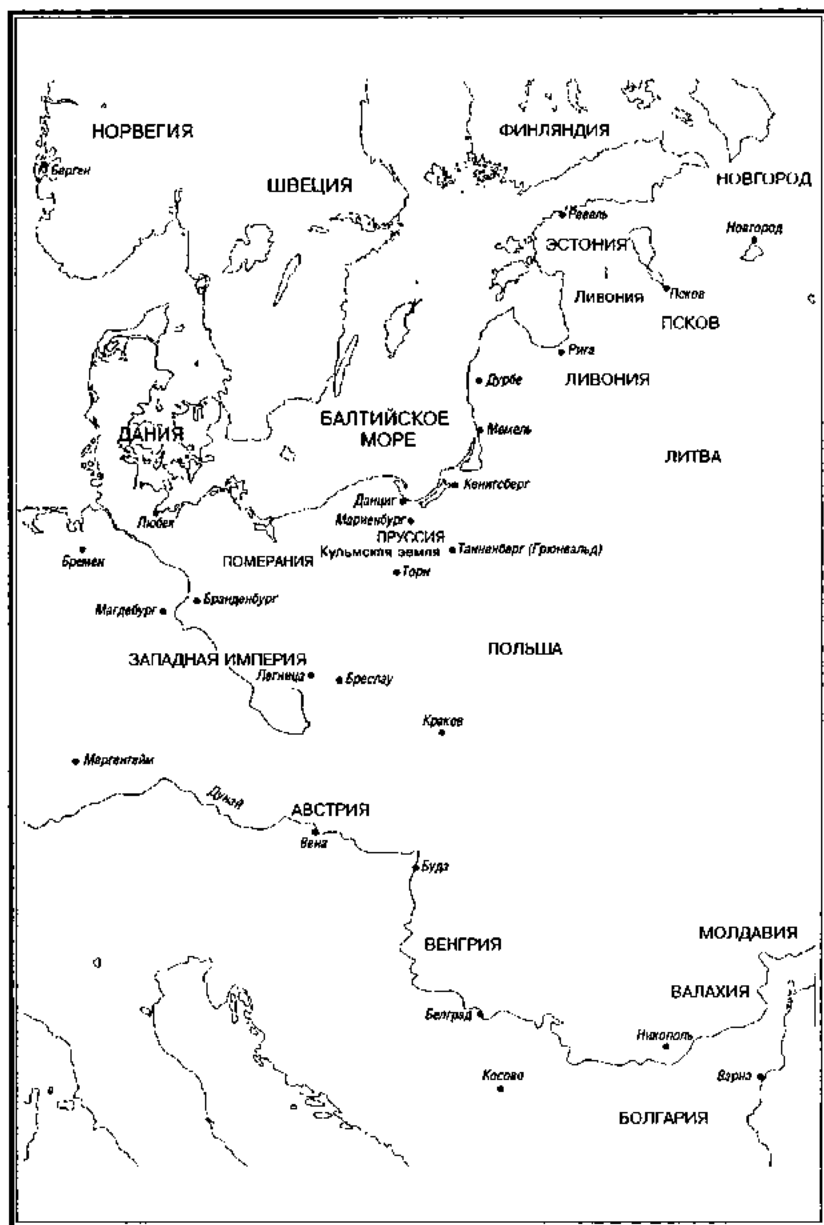 НОРВЕГИЯ
ФИНЛЯНДИЯ
Берген
ШВЕЦИЯ
НОВГОРОД
Ревель
Новгород
ЭСТОНИЯ
Ливония
Псков
ПСКОВ
Рига
Дурбе
ЛИВОНИЯ
БАЛТИЙСКОЕ
МОРЕ
ДАНИЯ
Мемель
ЛИТВА
Кенигсберг
Данциг
Любек
Мариенбург
ПРУССИЯ
Кульмская земля
Танненберг (Грюнвальд)
Бремен
ПОМЕРАНИЯ
Торн
Бранденбург
Магдебург
ПОЛЬША
ЗАПАДНАЯ ИМПЕРИЯ
Легница
Бреслау
Краков
Мергентейм
Дунай
АВСТРИЯ
Вена
Буда
МОЛДАВИЯ
ВЕНГРИЯ
ВАЛАХИЯ
Белград
Никополь
Косово
Варна
БОЛГАРИЯ